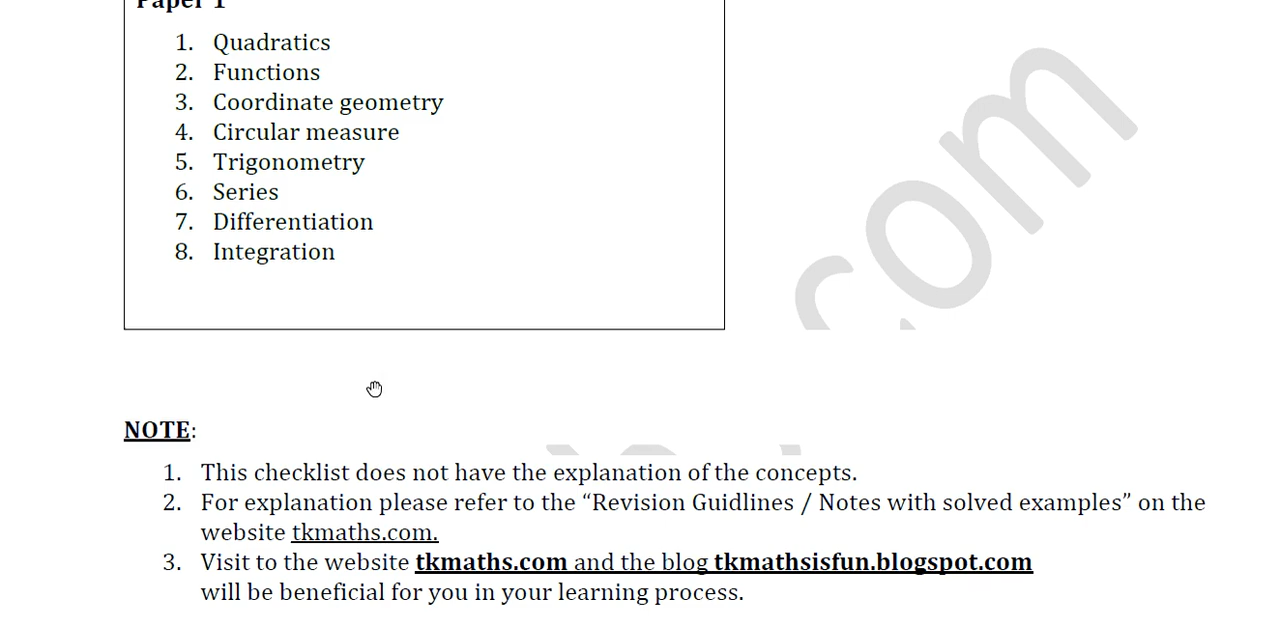 Paper 1
1. Quadratics
2. Functions
3. Coordinate geometry
4. Circular measure
5. Trigonometry
6. Series
7. Differentiation
8. Integration
com
NOTE:
1. This checklist does not have the explanation of the concepts.
2. For explanation please refer to the “Revision Guidlines / Notes with solved examples” on the
website tkmaths.com.
3. Visit to the website tkmaths.com and the blog tkmathsisfun.blogspot.com
will be beneficial for you in your learning process.